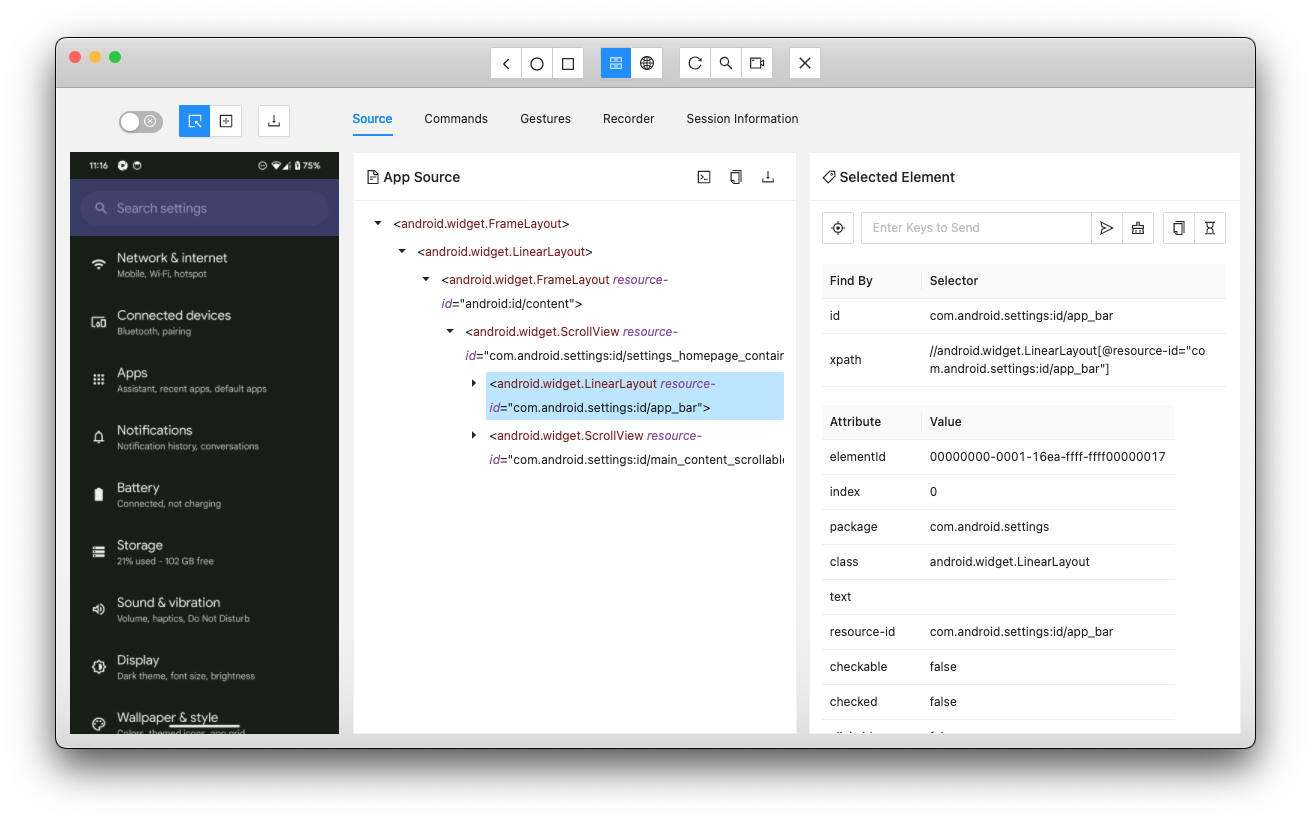 Source
Commands
Gestures
Recorder
Session Information
11:16
75%
Search settings
Network & internet
Mobile, Wi-Fi, hotspot
Connected devices
Bluetooth, pairing
Apps
Assistant, recent apps, default apps
Notifications
Notification history, conversations
Battery
Connected, not charging
Storage
21% used - 102 GB free
Sound & vibration
Volume, haptics, Do Not Disturb
Display
Dark theme, font size, brightness
Wallpaper & style
Colors, themed icons, app grid
App Source
<android.widget.FrameLayout>
<android.widget.LinearLayout>
<android.widget.FrameLayout resource-
id="android:id/content">
<android.widget.ScrollView resource-
id="com.android.settings:id/settings_homepage_contain
<android.widget.LinearLayout resource-
id="com.android.settings:id/app_bar">
<android.widget.ScrollView resource-
id="com.android.settings:id/main_content_scrollable
Selected Element
Enter Keys to Send
Find By Selector
id com.android.settings:id/app_bar
xpath //android.widget.LinearLayout[@resource-id="co
m.android.settings:id/app_bar"]
Attribute Value
elementId 00000000-0001-16ea-ffff-ffff00000017
index 0
package com.android.settings
class android.widget.LinearLayout
text
resource-id com.android.settings:id/app_bar
checkable false
checked false